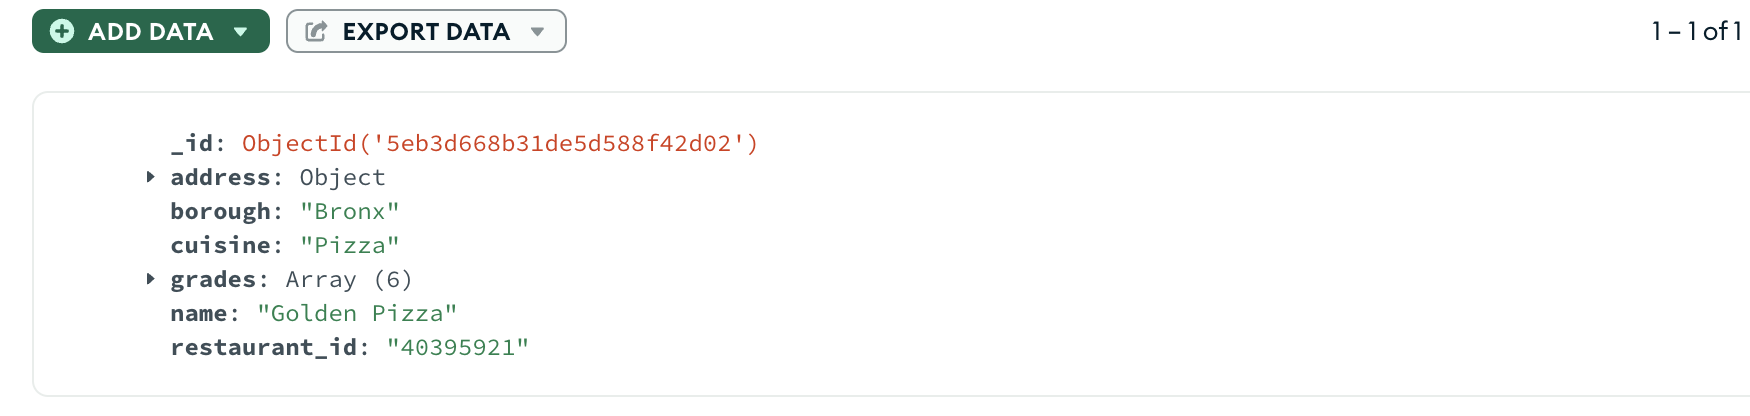 ADD DATA
EXPORT DATA
1 – 1 of 1
_id: ObjectId('5eb3d668b31de5d588f42d02')
address: Object
borough: "Bronx"
cuisine: "Pizza"
grades: Array (6)
name: "Golden Pizza"
restaurant_id: "40395921"